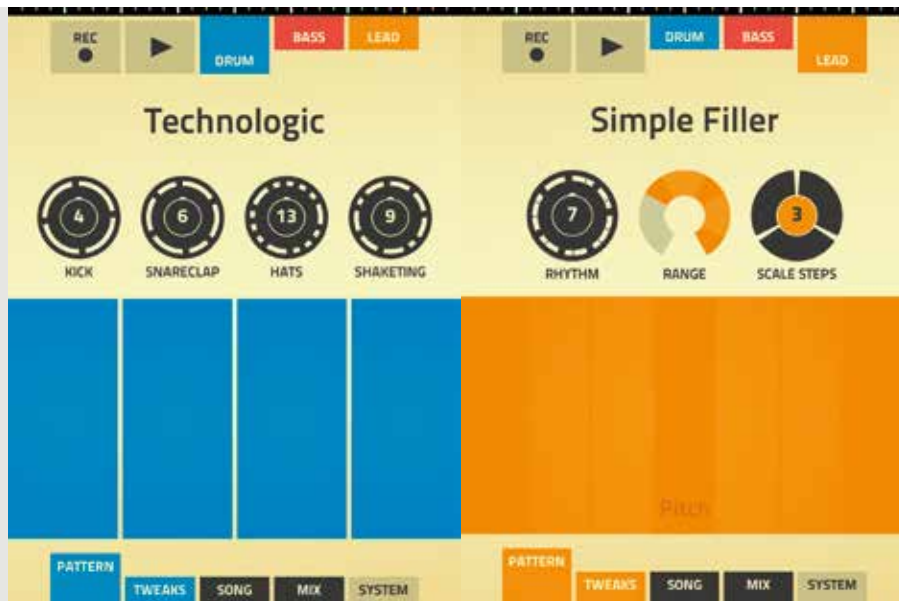 REC
DRUM
BASS
LEAD
Technologic
4
6
13
9
KICK
SNARECLAP
HATS
SHAKETING
PATTERN
TWEAKS
SONG
MIX
SYSTEM
REC
DRUM
BASS
LEAD
Simple Filler
7
3
RHYTHM
RANGE
SCALE STEPS
Pitch
PATTERN
TWEAKS
SONG
MIX
SYSTEM